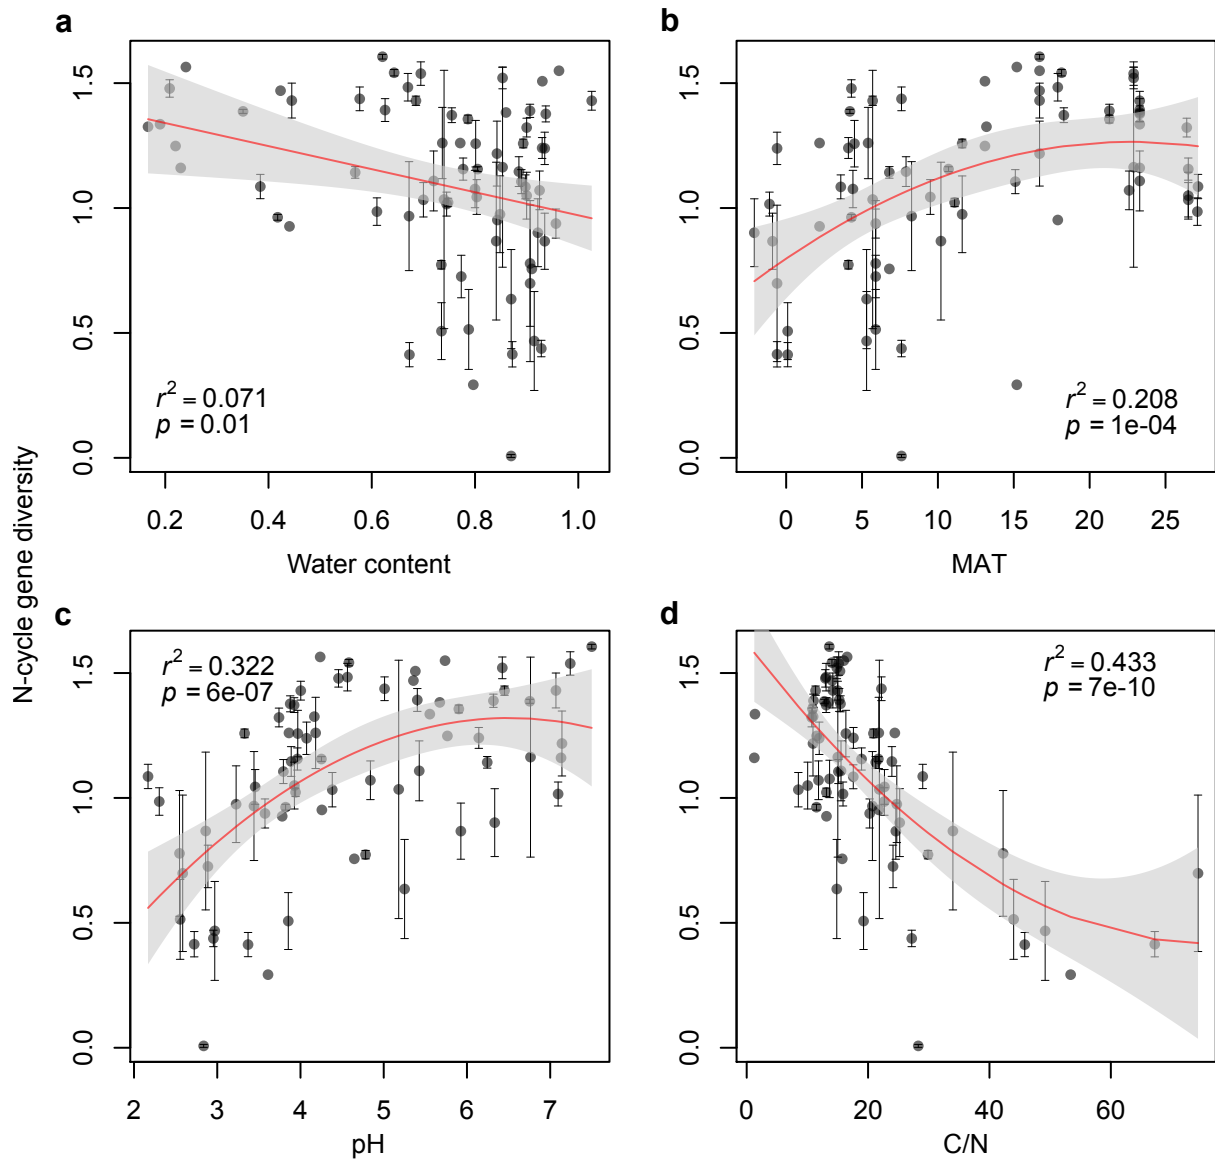 a
b
N-cycle gene diversity
1.5
1.0
0.5
0.0
r² = 0.071
p = 0.01
0.2 0.4 0.6 0.8 1.0
Water content
1.5
1.0
0.5
0.0
r² = 0.208
p = 1e-04
0 5 10 15 20 25
MAT
c
d
1.5
1.0
0.5
0.0
r² = 0.322
p = 6e-07
2 3 4 5 6 7
pH
1.5
1.0
0.5
0.0
r² = 0.433
p = 7e-10
0 20 40 60
C/N